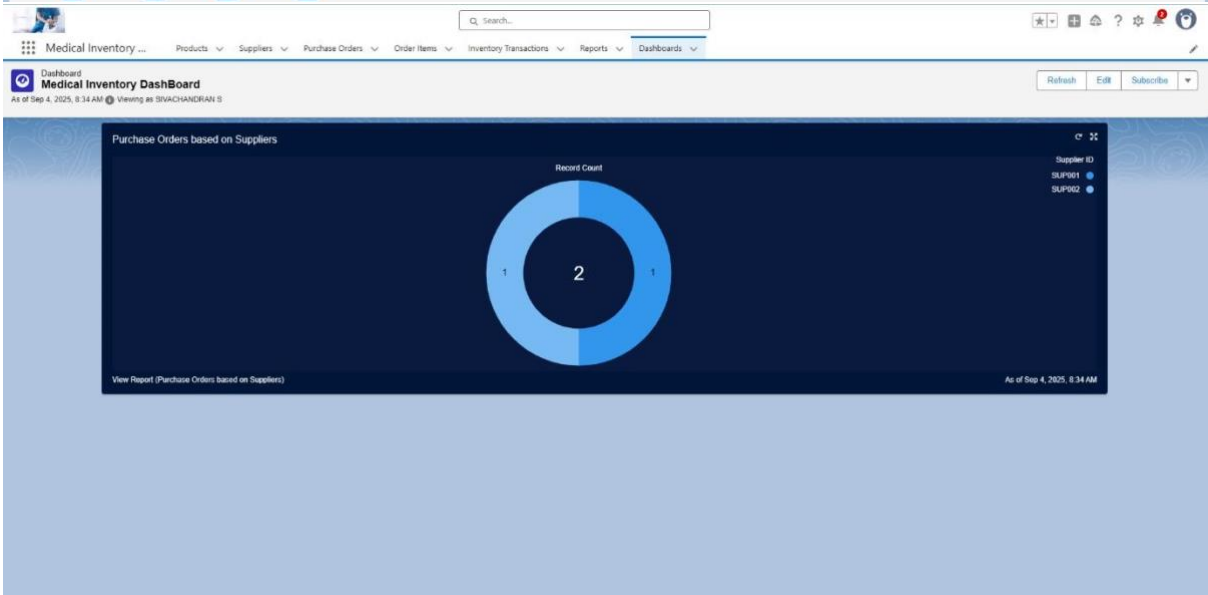 Search...
2
Medical Inventory ...
Products
Suppliers
Purchase Orders
Order Items
Inventory Transactions
Reports
Dashboards
Dashboard
Medical Inventory DashBoard
As of Sep 4, 2025, 8:34 AM Viewing as SIVACHANDRAN S
Refresh
Edit
Subscribe
Purchase Orders based on Suppliers
Record Count
Supplier ID
SUP001
SUP002
1
2
1
View Report (Purchase Orders based on Suppliers)
As of Sep 4, 2025, 8:34 AM